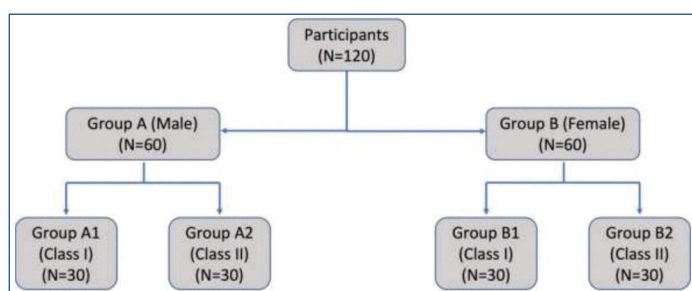 Participants
(N=120)
Group A (Male)
(N=60)
Group B (Female)
(N=60)
Group A1
(Class I)
(N=30)
Group A2
(Class II)
(N=30)
Group B1
(Class I)
(N=30)
Group B2
(Class II)
(N=30)